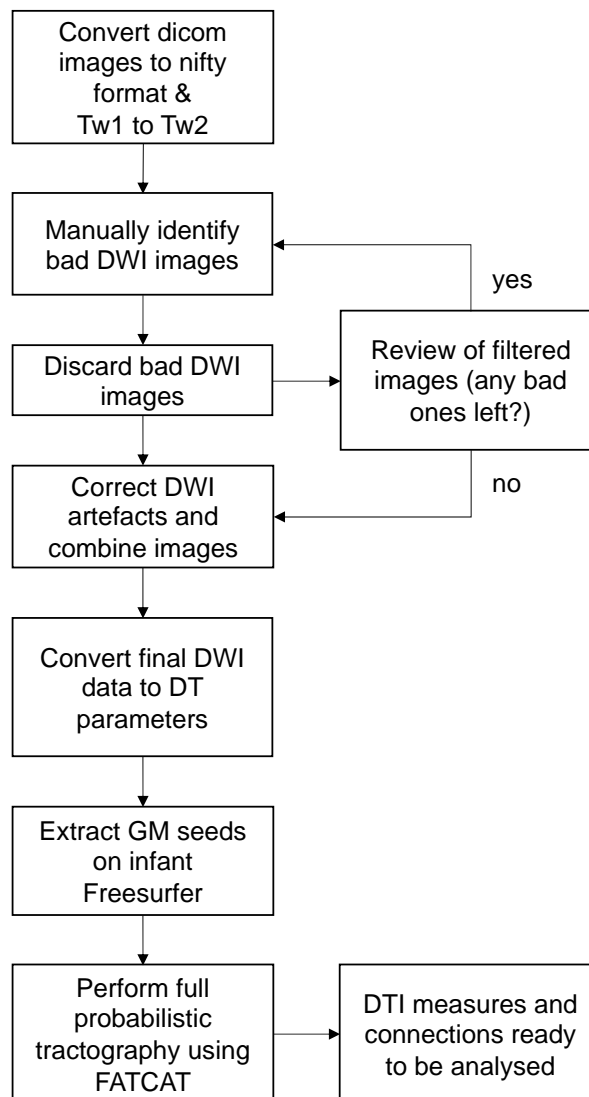 Convert dicom
images to nifty
format &
Tw1 to Tw2
Manually identify
bad DWI images
yes
Discard bad DWI
images
Review of filtered
images (any bad
ones left?)
no
Correct DWI
artefacts and
combine images
Convert final DWI
data to DT
parameters
Extract GM seeds
on infant
Freesurfer
Perform full
probabilistic
tractography using
FATCAT
DTI measures and
connections ready
to be analysed